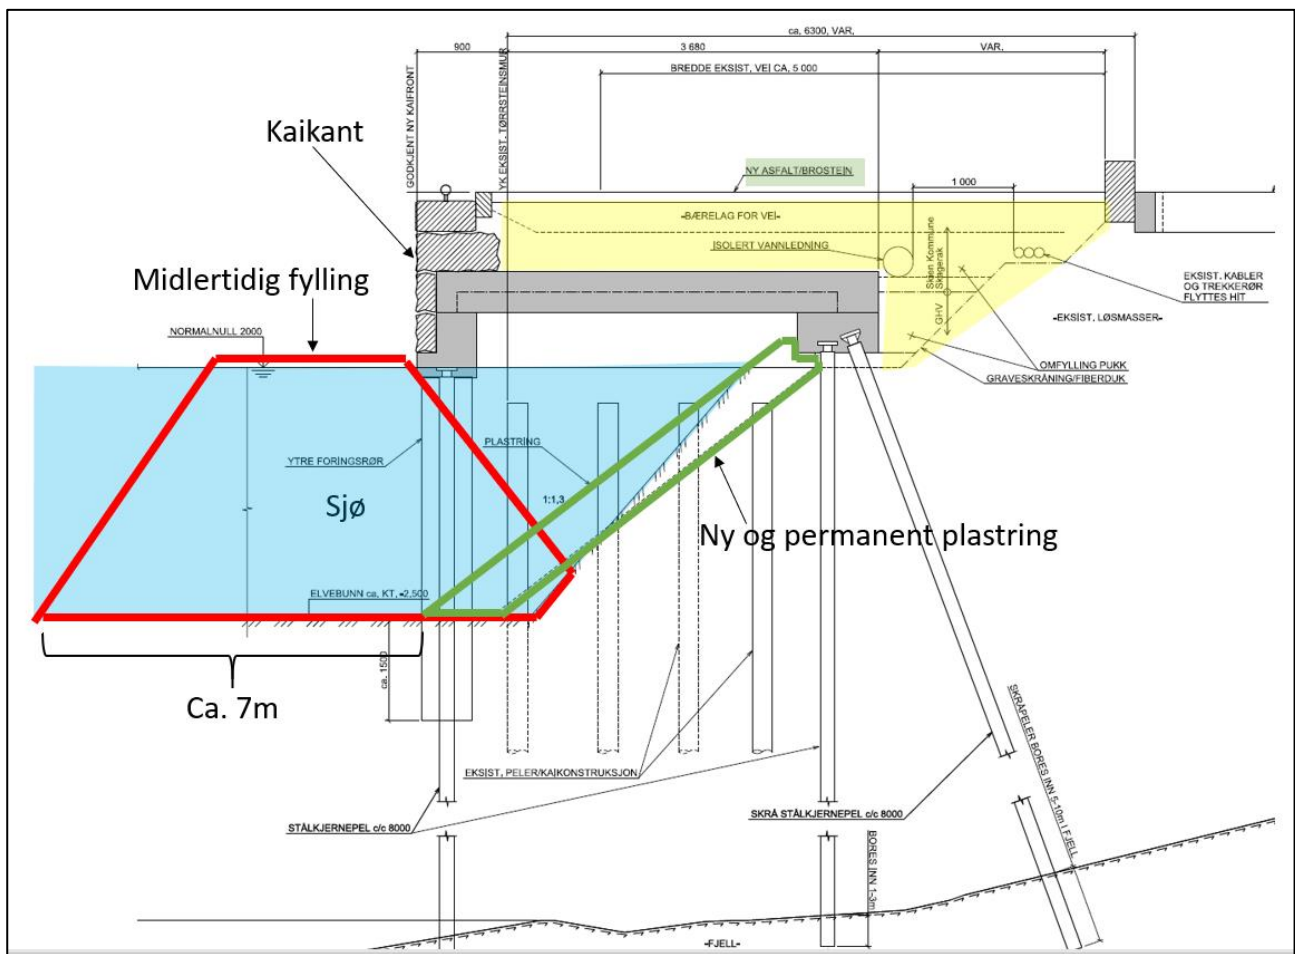 ca. 6300, VAR.
900
3 680
VAR.
BREDDE EKSIST, VEI CA, 5 000
GODKJENT NY KAIFRONT
YK EKSIST. TØRRSTEINSMUR
Kaikant
NY ASFALT/BROSTEIN
1 000
-BÆRELAG FOR VEI-
ISOLERT VANNLEDNING
Skien Kommune
Skagerak
GHV
EKSIST. KABLER
OG TREKKERØR
FLYTTES HIT
-EKSIST. LØSMASSER-
Midlertidig fylling
NORMALNULL 2000
OMFYLLING PUKK
GRAVESKRÅNING/FIBERDUK
PLASTRING
YTRE FORINGSRØR
1:1,3
Sjø
Ny og permanent plastring
ELVEBUNN ca, KT, -2,500
ca. 1500
Ca. 7m
EKSIST, PELER/KAIKONSTRUKSJON
SKRÅPELER BORES INN 5-10m I FJELL
STÅLKJERNEPEL c/c 8000
SKRÅ STÅLKJERNEPEL c/c 8000
BORES INN 1-3m
-FJELL-